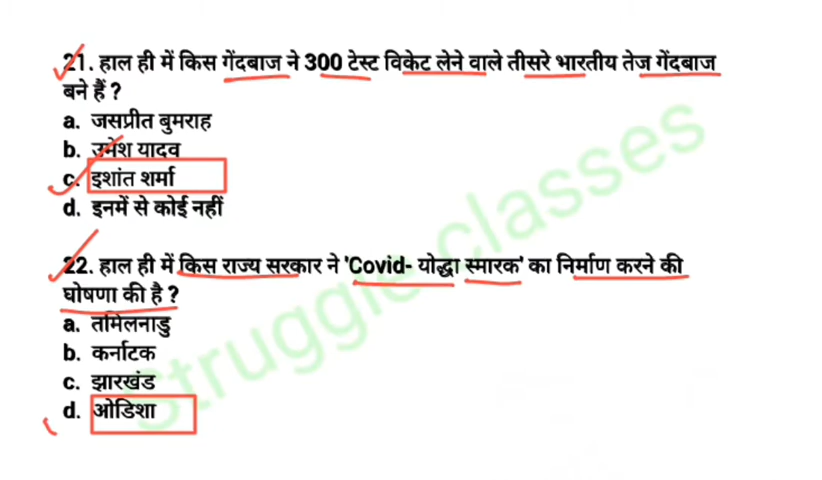 21. हाल ही में किस गेंदबाज ने 300 टेस्ट विकेट लेने वाले तीसरे भारतीय तेज गेंदबाज
बने हैं ?
a. जसप्रीत बुमराह
b. उमेश यादव
c. इशांत शर्मा
d. इनमें से कोई नहीं
22. हाल ही में किस राज्य सरकार ने 'Covid- योद्धा स्मारक' का निर्माण करने की
घोषणा की है ?
a. तमिलनाडु
b. कर्नाटक
c. झारखंड
d. ओडिशा
Struggle classes